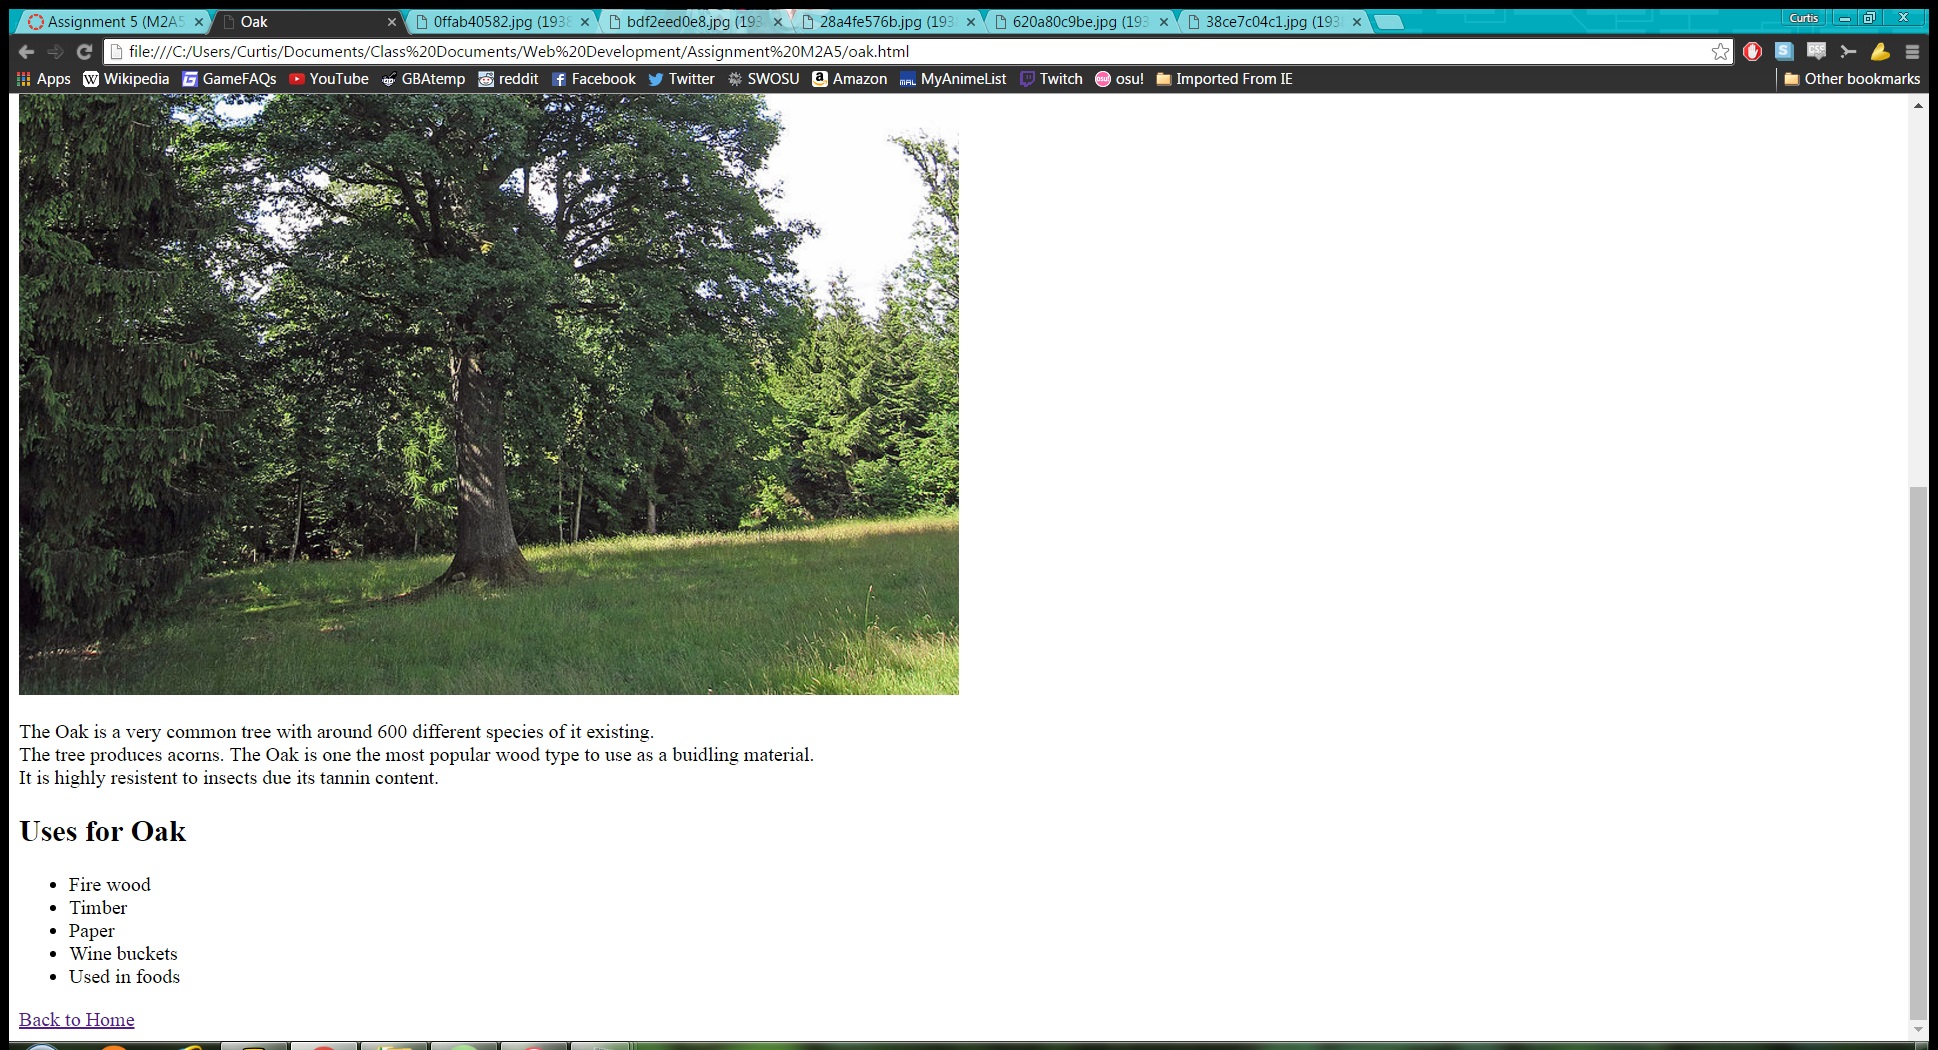 Assignment 5 (M2A5
Oak
0ffab40582.jpg (193
bdf2eed0e8.jpg (193
28a4fe576b.jpg (193
620a80c9be.jpg (193
38ce7c04c1.jpg (193
Curtis
file:///C:/Users/Curtis/Documents/Class%20Documents/Web%20Development/Assignment%20M2A5/oak.html
Apps Wikipedia GameFAQs YouTube GBAtemp reddit Facebook Twitter SWOSU Amazon MyAnimeList Twitch osu! Imported From IE Other bookmarks
The Oak is a very common tree with around 600 different species of it existing.
The tree produces acorns. The Oak is one the most popular wood type to use as a buidling material.
It is highly resistent to insects due its tannin content.
Uses for Oak
Fire wood
Timber
Paper
Wine buckets
Used in foods
Back to Home